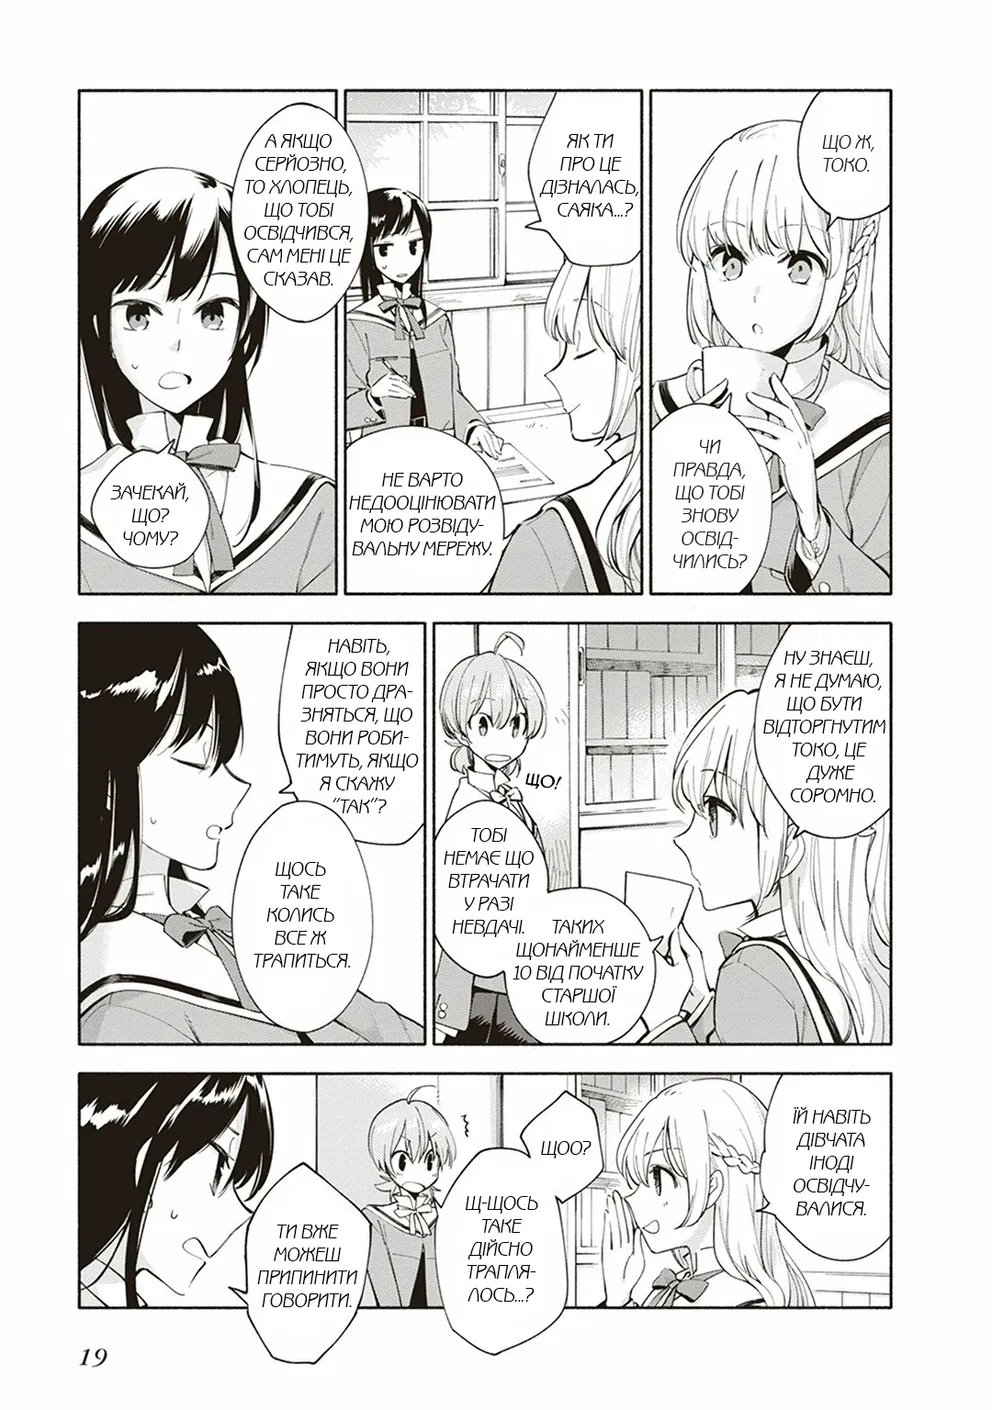 ЩО Ж,
ТОКО.
ЧИ
ПРАВДА,
ЩО ТОБІ
ЗНОВУ
ОСВІД-
ЧИЛИСЬ?
ЯК ТИ
ПРО ЦЕ
ДІЗНАЛАСЬ,
САЯКА...?
НЕ ВАРТО
НЕДООЦІНЮВАТИ
МОЮ РОЗВІДУ-
ВАЛЬНУ МЕРЕЖУ.
А ЯКЩО
СЕРЙОЗНО,
ТО ХЛОПЕЦЬ,
ЩО ТОБІ
ОСВІДЧИВСЯ,
САМ МЕНІ ЦЕ
СКАЗАВ.
ЗАЧЕКАЙ,
ЩО?
ЧОМУ?
НУ ЗНАЄШ,
Я НЕ ДУМАЮ,
ЩО БУТИ
ВІДТОРГНУТИМ
ТОКО, ЦЕ
ДУЖЕ
СОРОМНО.
ЩО!
ТОБІ
НЕМАЄ ЩО
ВТРАЧАТИ
У РАЗІ
НЕВДАЧІ.
ТАКИХ
ЩОНАЙМЕНШЕ
10 ВІД ПОЧАТКУ
СТАРШОЇ
ШКОЛИ.
НАВІТЬ,
ЯКЩО ВОНИ
ПРОСТО ДРА-
ЗНЯТЬСЯ, ЩО
ВОНИ РОБИ-
ТИМУТЬ, ЯКЩО
Я СКАЖУ
"ТАК"?
ЩОСЬ
ТАКЕ
КОЛИСЬ
ВСЕ Ж
ТРАПИТЬСЯ.
ЇЙ НАВІТЬ
ДІВЧАТА
ІНОДІ
ОСВІДЧУ-
ВАЛИСЯ.
ЩОО?
Щ-ЩОСЬ
ТАКЕ
ДІЙСНО
ТРАПЛЯ-
ЛОСЬ...?
ТИ ВЖЕ
МОЖЕШ
ПРИПИНИТИ
ГОВОРИТИ.
19